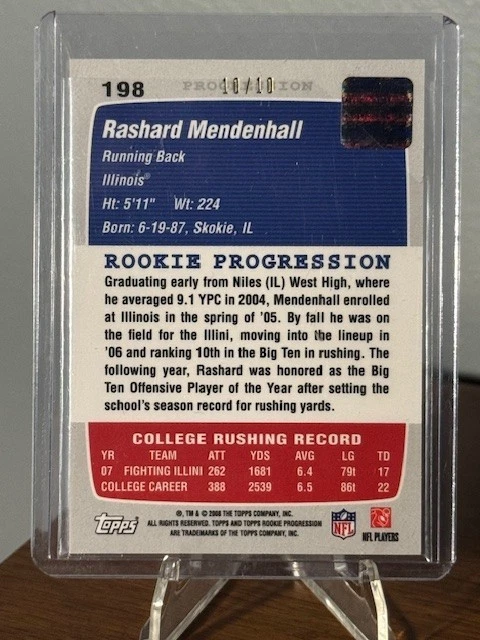 198 PROGRESSION 10/10
Rashard Mendenhall
Running Back
Illinois
Ht: 5'11" Wt: 224
Born: 6-19-87, Skokie, IL
ROOKIE PROGRESSION
Graduating early from Niles (IL) West High, where
he averaged 9.1 YPC in 2004, Mendenhall enrolled
at Illinois in the spring of '05. By fall he was on
the field for the Illini, moving into the lineup in
'06 and ranking 10th in the Big Ten in rushing. The
following year, Rashard was honored as the Big
Ten Offensive Player of the Year after setting the
school's season record for rushing yards.
COLLEGE RUSHING RECORD
YR TEAM ATT YDS AVG LG TD
07 FIGHTING ILLINI 262 1681 6.4 79t 17
COLLEGE CAREER 388 2539 6.5 86t 22
Topps
®, TM & © 2008 THE TOPPS COMPANY, INC.
ALL RIGHTS RESERVED. TOPPS AND TOPPS ROOKIE PROGRESSION
ARE TRADEMARKS OF THE TOPPS COMPANY, INC.
NFL
NFL PLAYERS